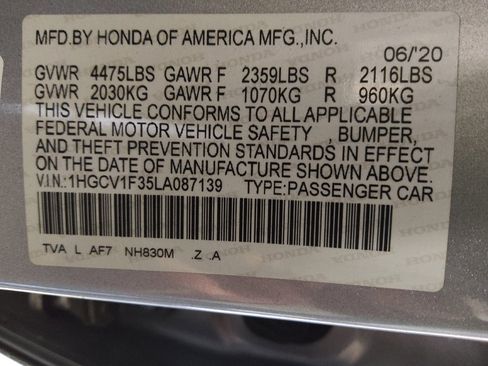 MFD.BY HONDA OF AMERICA MFG.,INC.
06/'20
GVWR 4475LBS GAWR F 2359LBS R 2116LBS
GVWR 2030KG GAWR F 1070KG R 960KG
THIS VEHICLE CONFORMS TO ALL APPLICABLE
FEDERAL MOTOR VEHICLE SAFETY , BUMPER,
AND THEFT PREVENTION STANDARDS IN EFFECT
ON THE DATE OF MANUFACTURE SHOWN ABOVE.
V.I.N.:1HGCV1F35LA087139 TYPE:PASSENGER CAR
TVA L AF7 NH830M .Z .A